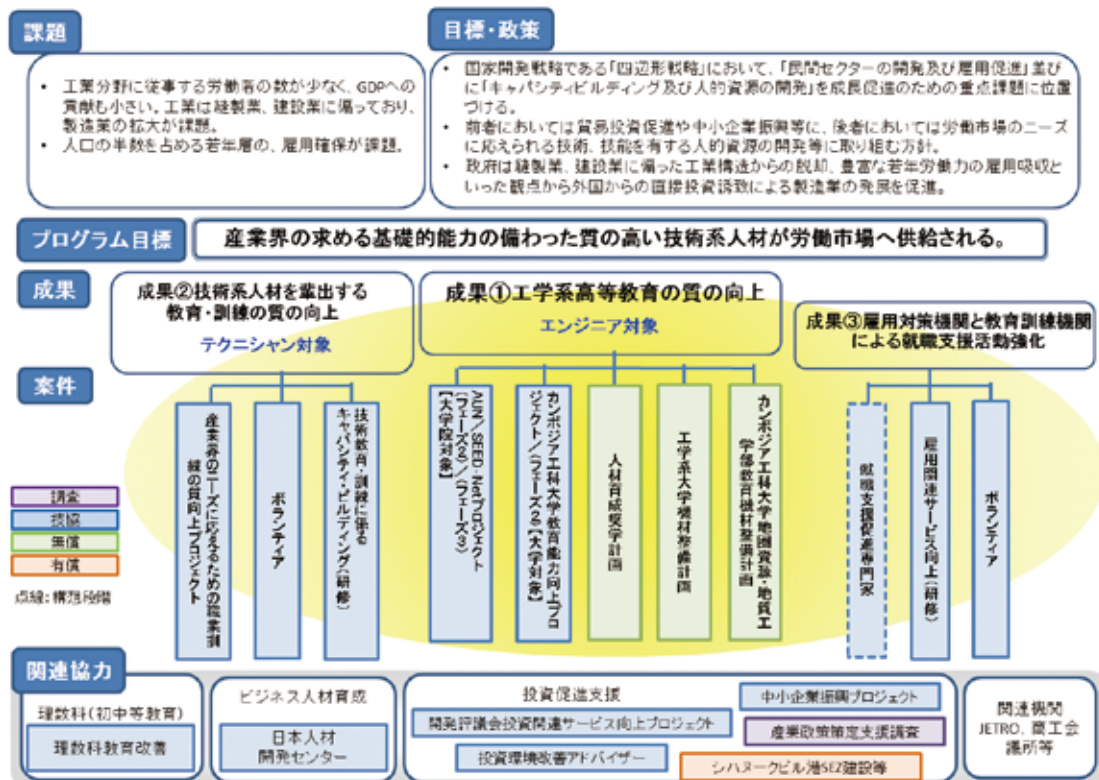 課題
• 工業分野に従事する労働者の数が少なく、GDPへの
貢献も小さい。工業は縫製業、建設業に偏っており、
製造業の拡大が課題。
• 人口の半数を占める若年層の、雇用確保が課題。
目標・政策
• 国家開発戦略である「四辺形戦略」において、「民間セクターの開発及び雇用促進」並び
に「キャパシティビルディング及び人的資源の開発」を成長促進のための重点課題に位置
づける。
• 前者においては貿易投資促進や中小企業振興等に、後者においては労働市場のニーズ
に応えられる技術、技能を有する人的資源の開発等に取り組む方針。
• 政府は縫製業、建設業に偏った工業構造からの脱却、豊富な若年労働力の雇用吸収と
いった観点から外国からの直接投資誘致による製造業の発展を促進。
プログラム目標
産業界の求める基礎的能力の備わった質の高い技術系人材が労働市場へ供給される。
成果
成果②技術系人材を輩出する
教育・訓練の質の向上
テクニシャン対象
成果①工学系高等教育の質の向上
エンジニア対象
成果③雇用対策機関と教育訓練機関
による就職支援活動強化
案件
産業界のニーズに応えるための職業訓
練の質向上プロジェクト
ボランティア
技術教育・訓練に係る
キャパシティ・ビルディング(研修)
AUN/SEED-Netプロジェクト
(フェーズ2)/(フェーズ3)
【大学院対象】
カンボジア工科大学教育能力向上プロ
ジェクト/(フェーズ2)【大学対象】
人材育成奨学計画
工学系大学機材整備計画
カンボジア工科大学地圏資源・地質工
学部教育機材整備計画
就職支援促進専門家
雇用関連サービス向上(研修)
ボランティア
調査
技協
無償
有償
点線:構想段階
関連協力
理数科(初中等教育)
理数科教育改善
ビジネス人材育成
日本人材
開発センター
投資促進支援
開発評議会投資関連サービス向上プロジェクト
投資環境改善アドバイザー
中小企業振興プロジェクト
産業政策策定支援調査
シハヌークビル港SEZ建設等
関連機関
JETRO、商工会
議所等